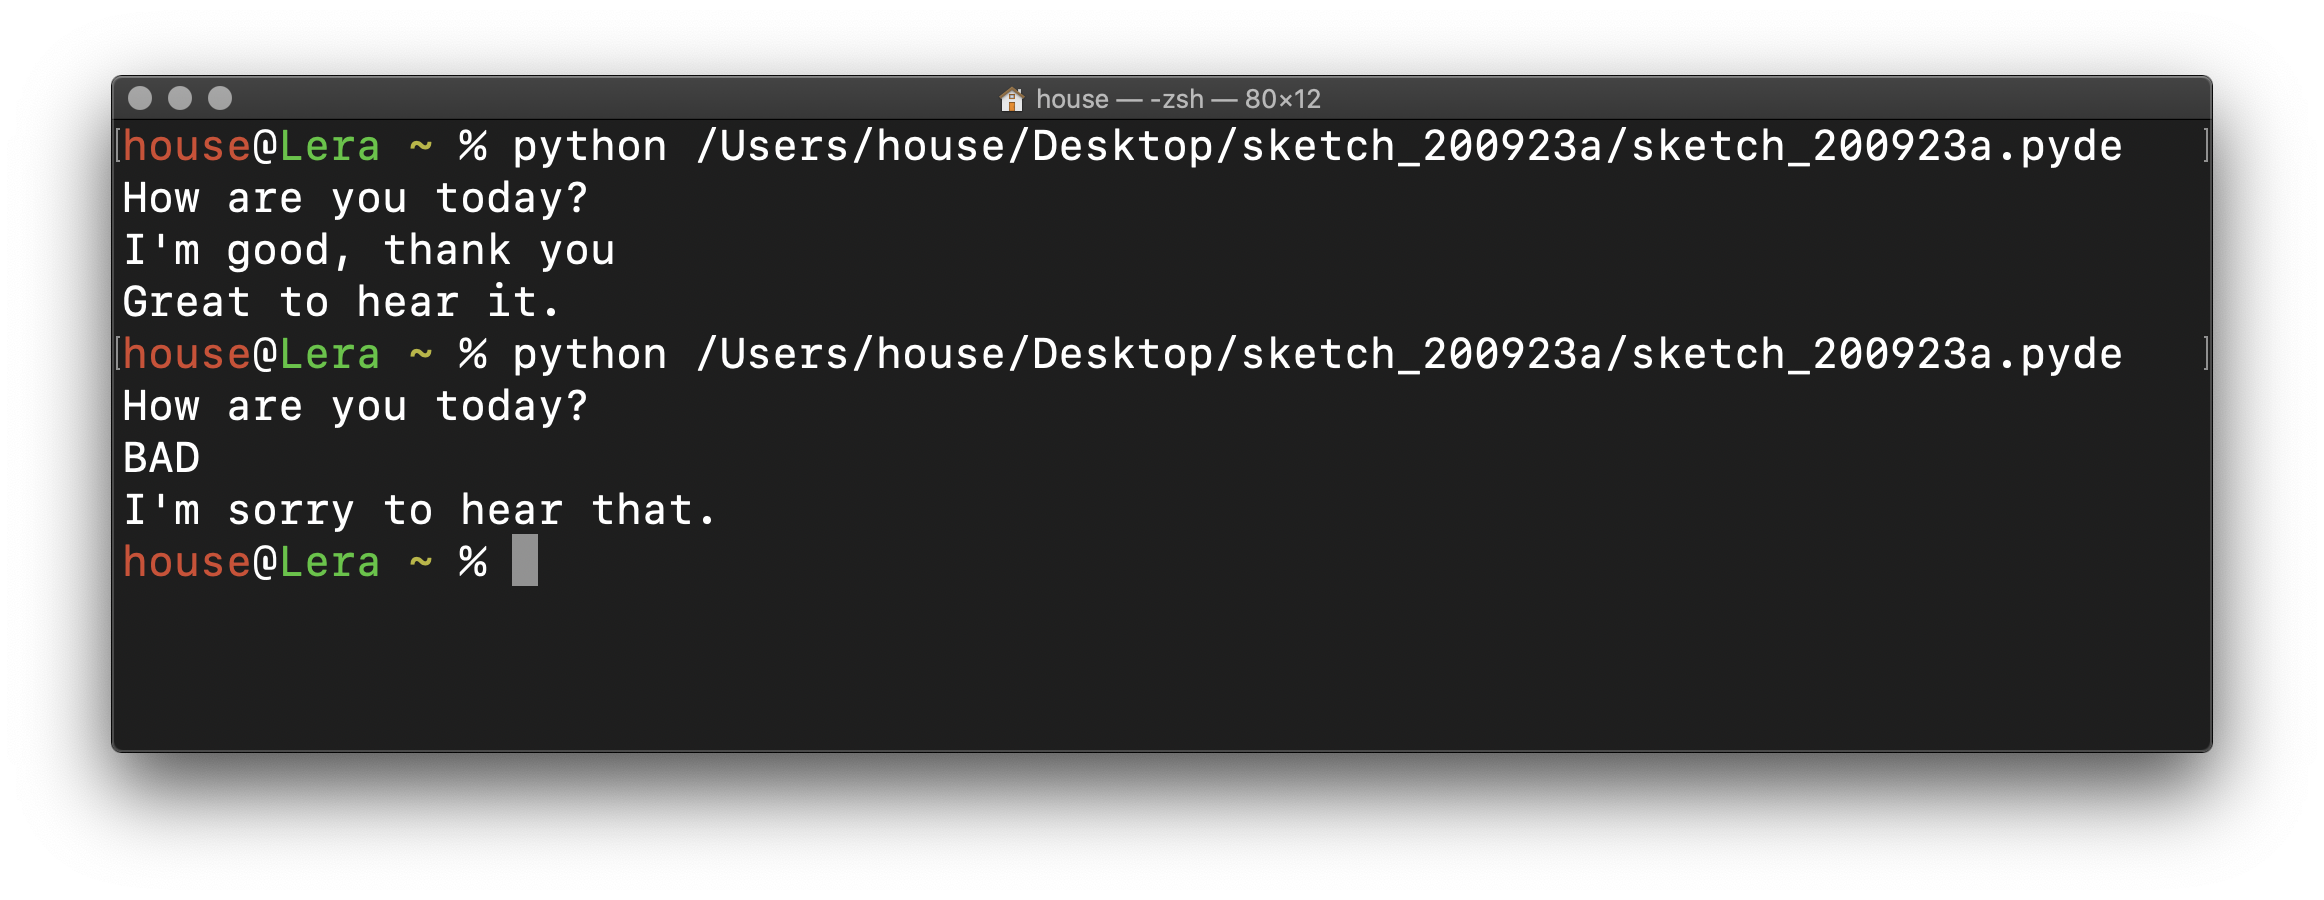 house — -zsh — 80×12
house@Lera ~ % python /Users/house/Desktop/sketch_200923a/sketch_200923a.pyde
How are you today?
I'm good, thank you
Great to hear it.
house@Lera ~ % python /Users/house/Desktop/sketch_200923a/sketch_200923a.pyde
How are you today?
BAD
I'm sorry to hear that.
house@Lera ~ %